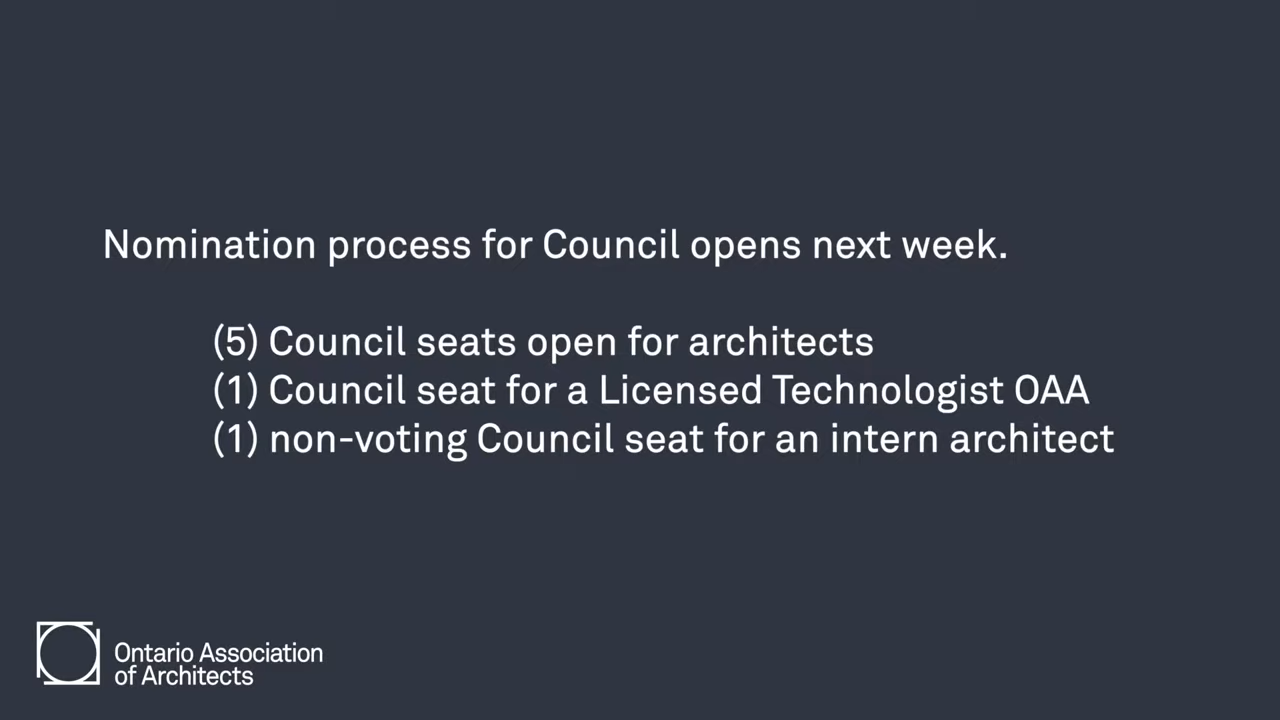 Nomination process for Council opens next week.
(5) Council seats open for architects
(1) Council seat for a Licensed Technologist OAA
(1) non-voting Council seat for an intern architect
Ontario Association
of Architects